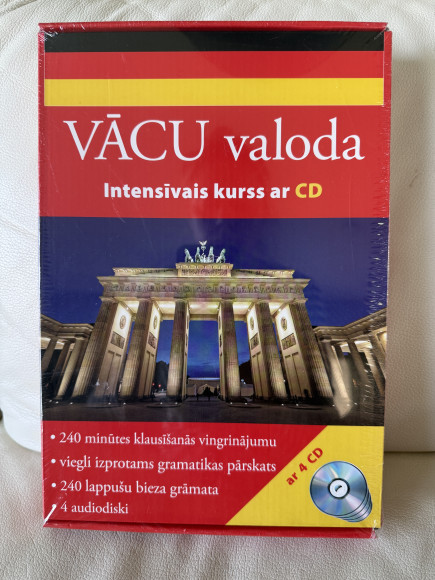 VĀCU valoda
Intensīvais kurss ar CD
• 240 minūtes klausīšanās vingrinājumu
• viegli izprotams gramatikas pārskats
• 240 lappušu bieza grāmata
• 4 audiodiski
ar 4 CD